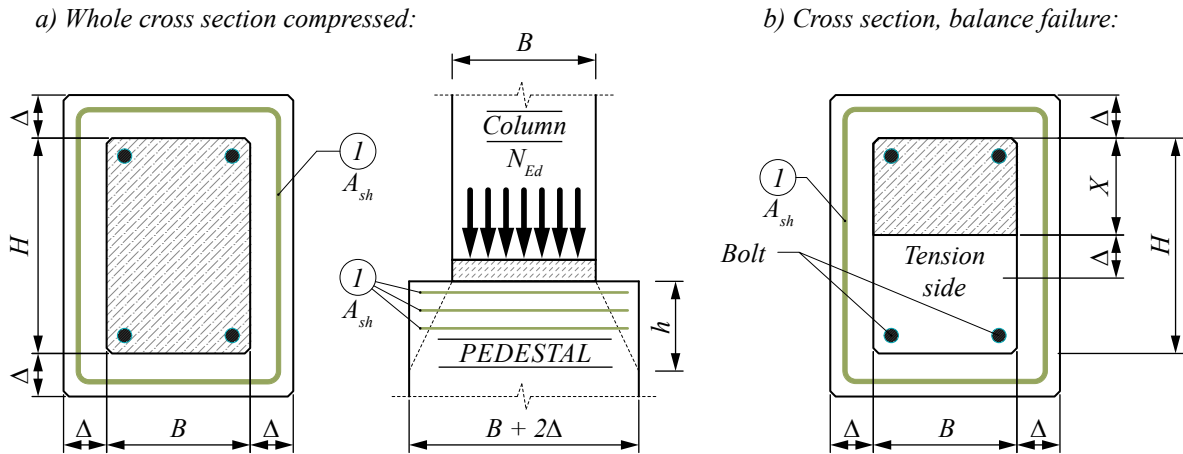 a) Whole cross section compressed:
b) Cross section, balance failure:
Δ
H
Δ
Δ
B
Δ
1
A_sh
B
Column
N_Ed
1
A_sh
h
PEDESTAL
B + 2Δ
1
A_sh
Bolt
Tension
side
Δ
X
Δ
H
Δ
B
Δ